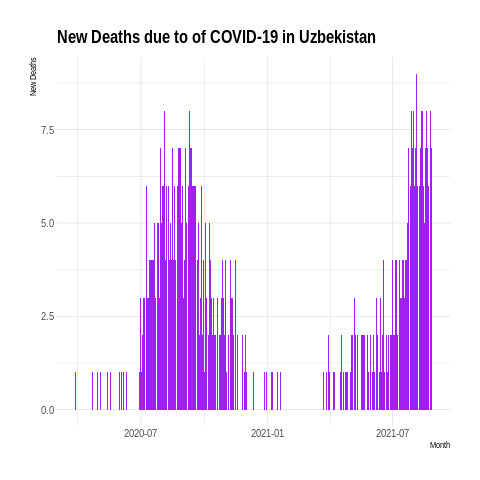 New Deaths due to of COVID-19 in Uzbekistan
New Deaths
7.5
5.0
2.5
0.0
2020-07 2021-01 2021-07
Month